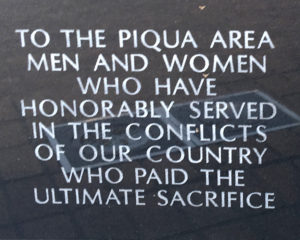 TO THE PIQUA AREA
MEN AND WOMEN
WHO HAVE
HONORABLY SERVED
IN THE CONFLICTS
OF OUR COUNTRY
WHO PAID THE
ULTIMATE SACRIFICE